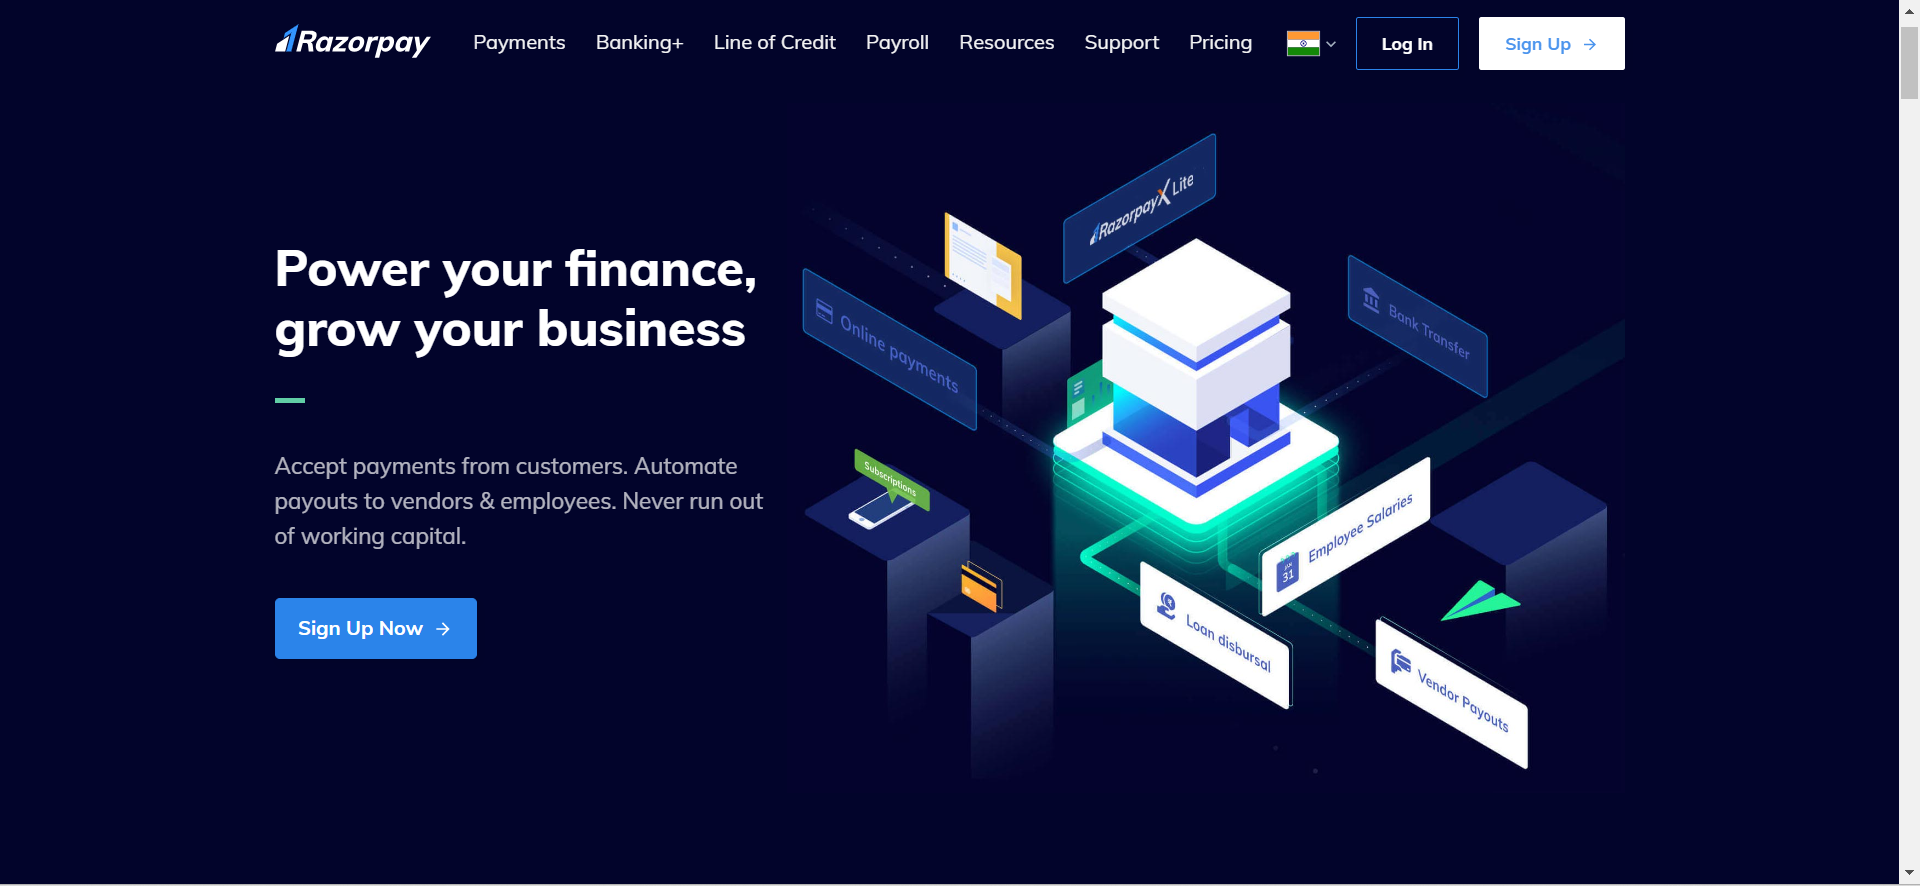 Razorpay
Payments
Banking+
Line of Credit
Payroll
Resources
Support
Pricing
Log In
Sign Up
Power your finance,
grow your business
Accept payments from customers. Automate
payouts to vendors & employees. Never run out
of working capital.
Sign Up Now
RazorpayX Lite
Online payments
Bank Transfer
Subscriptions
Employee Salaries
31
Loan disbursal
Vendor Payouts